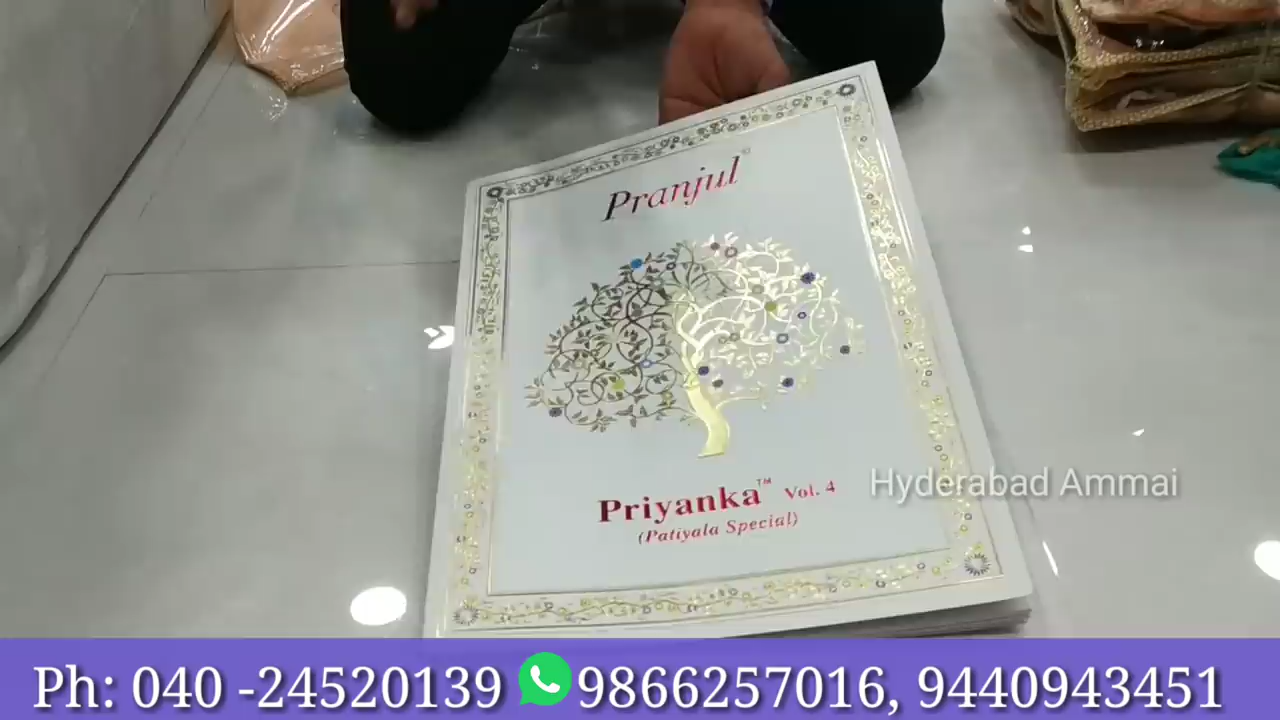 Pranjul
Priyanka™ Vol. 4
(Patiyala Special)
Hyderabad Ammai
Ph: 040 -24520139 9866257016, 9440943451